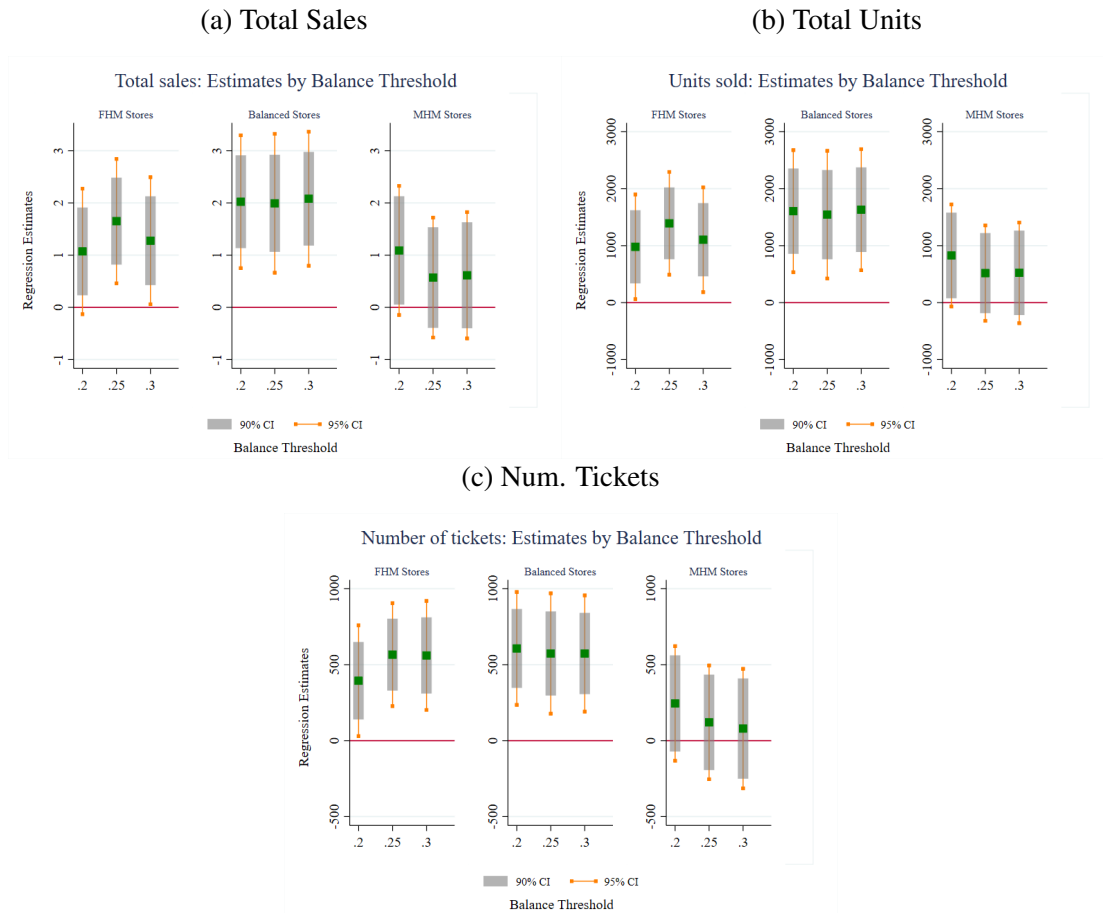 (a) Total Sales
Total sales: Estimates by Balance Threshold
FHM Stores
Balanced Stores
MHM Stores
Regression Estimates
3
2
1
0
-1
3
2
1
0
-1
3
2
1
0
-1
.2 .25 .3
.2 .25 .3
.2 .25 .3
90% CI
95% CI
Balance Threshold
(b) Total Units
Units sold: Estimates by Balance Threshold
FHM Stores
Balanced Stores
MHM Stores
Regression Estimates
3000
2000
1000
0
-1000
3000
2000
1000
0
-1000
3000
2000
1000
0
-1000
.2 .25 .3
.2 .25 .3
.2 .25 .3
90% CI
95% CI
Balance Threshold
(c) Num. Tickets
Number of tickets: Estimates by Balance Threshold
FHM Stores
Balanced Stores
MHM Stores
Regression Estimates
1000
500
0
-500
1000
500
0
-500
1000
500
0
-500
.2 .25 .3
.2 .25 .3
.2 .25 .3
90% CI
95% CI
Balance Threshold